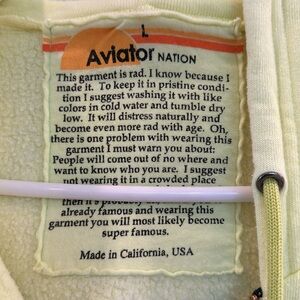 L
Aviator NATION
This garment is rad. I know because I
made it. To keep it in pristine condi-
tion I suggest washing it with like
colors in cold water and tumble dry
low. It will distress naturally and
become even more rad with age. Oh,
there is one problem with wearing this
garment I must warn you about:
People will come out of no where and
want to know who you are. I suggest
not wearing it in a crowded place
then it's probably
already famous and wearing this
garment you will most likely become
super famous.
Made in California, USA